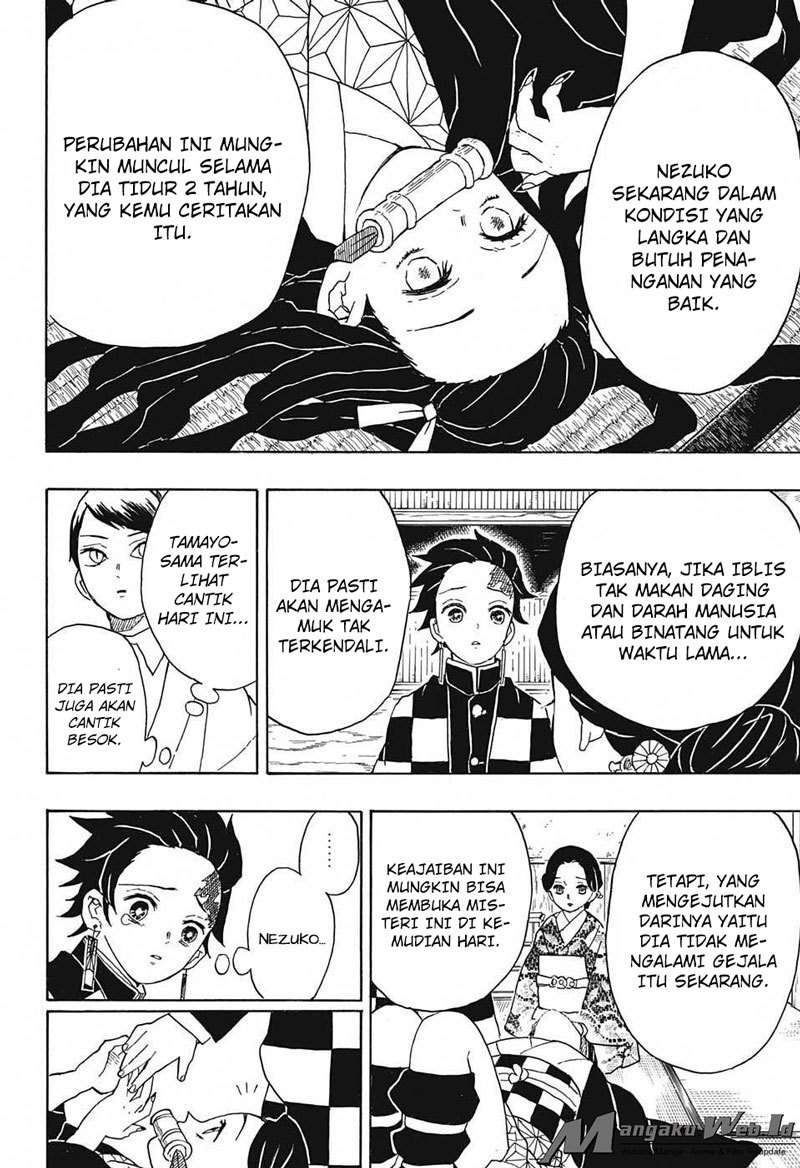 NEZUKO
SEKARANG DALAM
KONDISI YANG
LANGKA DAN
BUTUH PENA-
NGANAN YANG
BAIK.
PERUBAHAN INI MUNG-
KIN MUNCUL SELAMA
DIA TIDUR 2 TAHUN,
YANG KEMU CERITAKAN
ITU.
BIASANYA, JIKA IBLIS
TAK MAKAN DAGING
DAN DARAH MANUSIA
ATAU BINATANG UNTUK
WAKTU LAMA...
DIA PASTI
AKAN MENGA-
MUK TAK
TERKENDALI.
TAMAYO-
SAMA TER-
LIHAT
CANTIK
HARI INI...
DIA PASTI
JUGA AKAN
CANTIK
BESOK.
TETAPI, YANG
MENGEJUTKAN
DARINYA YAITU
DIA TIDAK ME-
NGALAMI GEJALA
ITU SEKARANG.
KEAJAIBAN INI
MUNGKIN BISA
MEMBUKA MIS-
TERI INI DI KE-
MUDIAN HARI.
......
NEZUKO...
Mangaku Web.Id